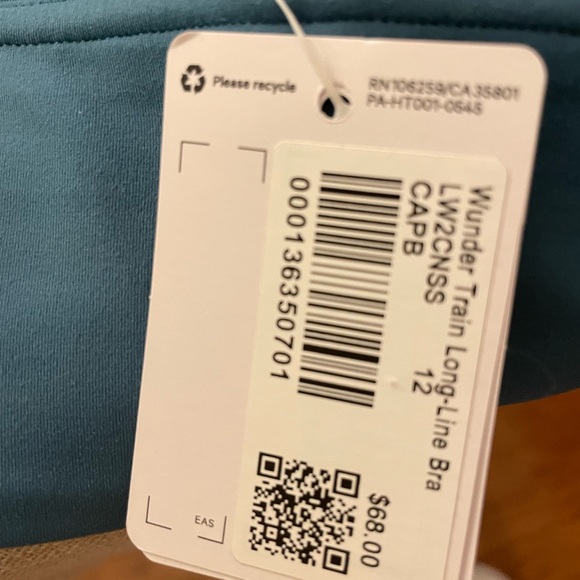 Please recycle
RN106259/CA35801
PA-HT001-0545
Wunder Train Long-Line Bra
LW2CNSS 12
CAPB
000136350701
$68.00
EAS